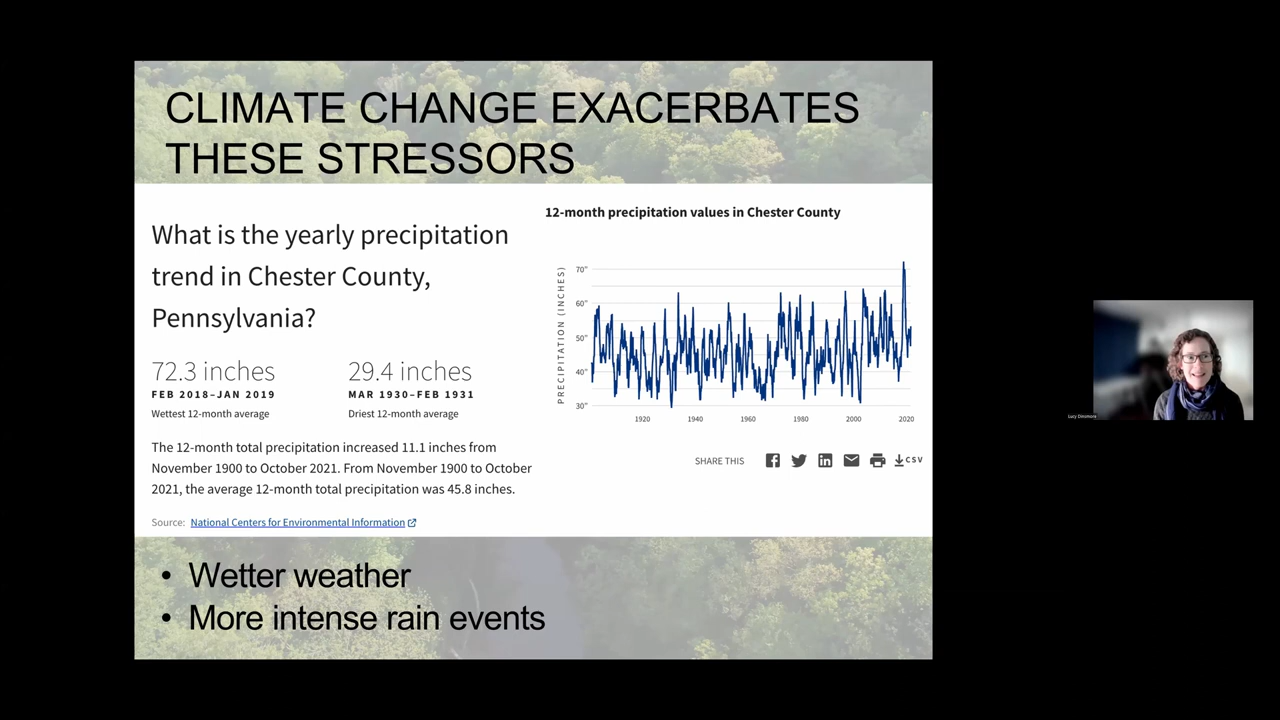 CLIMATE CHANGE EXACERBATES
THESE STRESSORS
What is the yearly precipitation
trend in Chester County,
Pennsylvania?
72.3 inches
FEB 2018–JAN 2019
Wettest 12-month average
29.4 inches
MAR 1930–FEB 1931
Driest 12-month average
The 12-month total precipitation increased 11.1 inches from
November 1900 to October 2021. From November 1900 to October
2021, the average 12-month total precipitation was 45.8 inches.
Source: National Centers for Environmental Information
12-month precipitation values in Chester County
PRECIPITATION (INCHES)
70"
60"
50"
40"
30"
1920 1940 1960 1980 2000 2020
SHARE THIS
CSV
• Wetter weather
• More intense rain events
Lucy Dinsmore